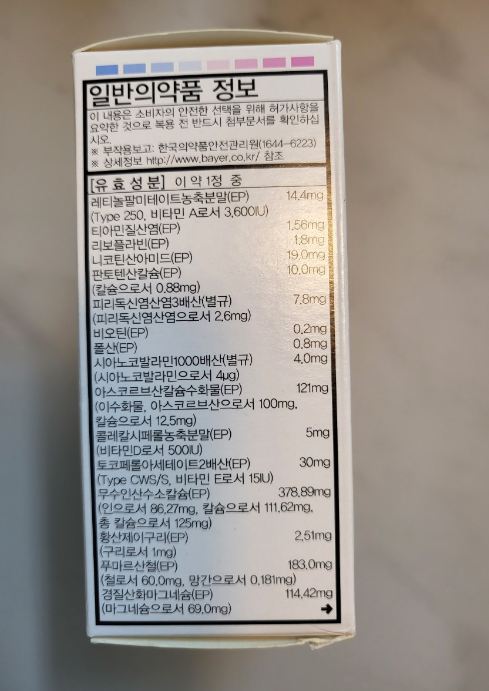 일반의약품 정보
이 내용은 소비자의 안전한 선택을 위해 허가사항을
요약한 것으로 복용 전 반드시 첨부문서를 확인하십
시오.
※ 부작용보고: 한국의약품안전관리원(1644-6223)
※ 상세정보 http://www.bayer.co.kr/ 참조
[유효성분] 이 약 1정 중
레티놀팔미테이트농축분말(EP) 14.4mg
(Type 250, 비타민 A로서 3,600IU)
티아민질산염(EP) 1.56mg
리보플라빈(EP) 1.8mg
니코틴산아미드(EP) 19.0mg
판토텐산칼슘(EP) 10.0mg
(칼슘으로서 0.88mg)
피리독신염산염3배산(별규) 7.8mg
(피리독신염산염으로서 2.6mg)
비오틴(EP) 0.2mg
폴산(EP) 0.8mg
시아노코발라민1000배산(별규) 4.0mg
(시아노코발라민으로서 4μg)
아스코르브산칼슘수화물(EP) 121mg
(이수화물, 아스코르브산으로서 100mg,
칼슘으로서 12.5mg)
콜레칼시페롤농축분말(EP) 5mg
(비타민D로서 500IU)
토코페롤아세테이트2배산(EP) 30mg
(Type CWS/S, 비타민 E로서 15IU)
무수인산수소칼슘(EP) 378.89mg
(인으로서 86.27mg, 칼슘으로서 111.62mg,
총 칼슘으로서 125mg)
황산제이구리(EP) 2.51mg
(구리로서 1mg)
푸마르산철(EP) 183.0mg
(철로서 60.0mg, 망간으로서 0.181mg)
경질산화마그네슘(EP) 114.42mg
(마그네슘으로서 69.0mg) →